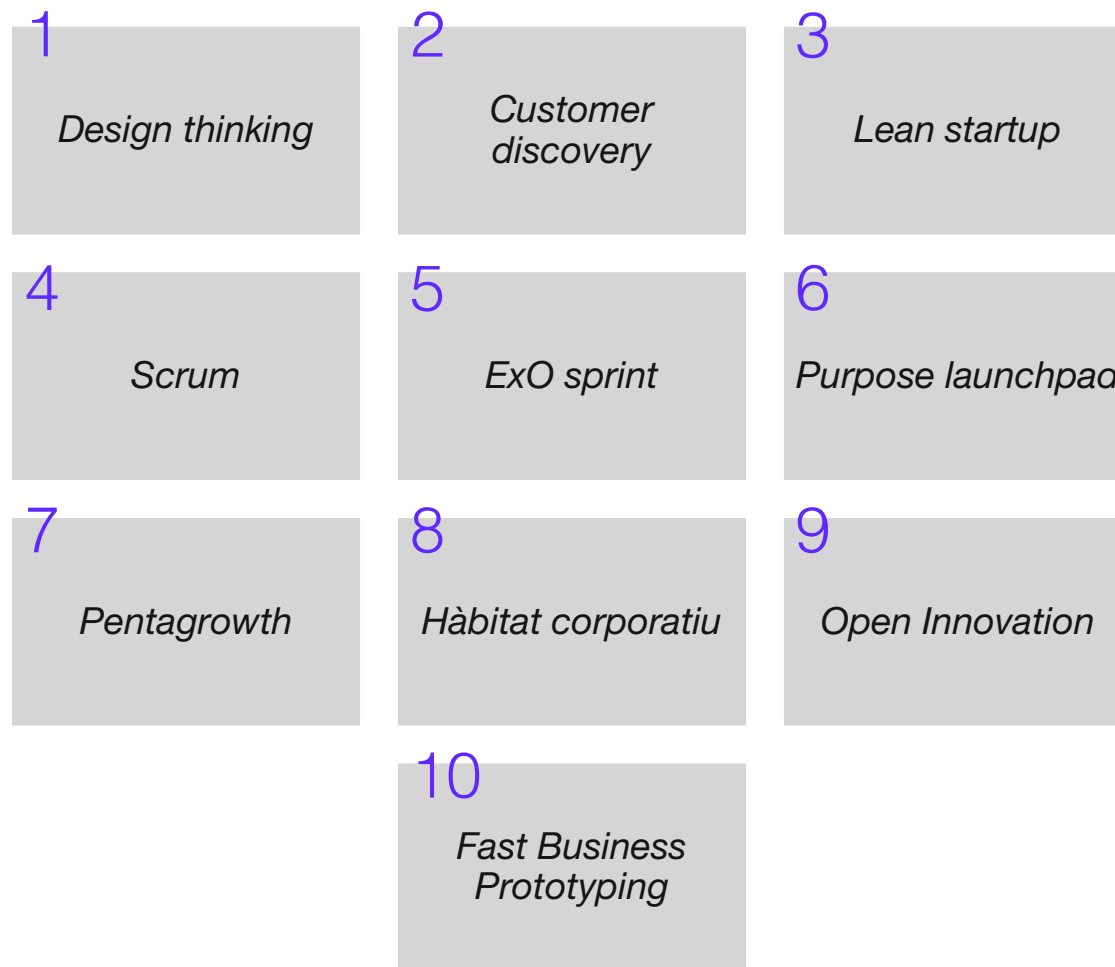 1
Design thinking
2
Customer
discovery
3
Lean startup
4
Scrum
5
ExO sprint
6
Purpose launchpad
7
Pentagrowth
8
Hàbitat corporatiu
9
Open Innovation
10
Fast Business
Prototyping